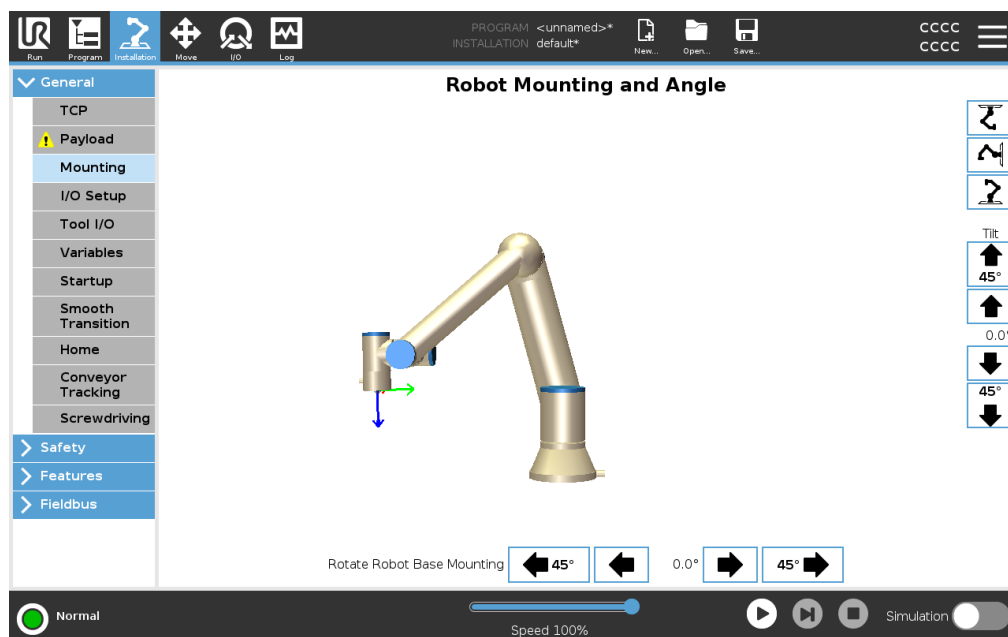 UR
Run
Program
Installation
Move
I/O
Log
PROGRAM <unnamed>*
INSTALLATION default*
New...
Open...
Save...
CCCC
CCCC
General
TCP
Payload
Mounting
I/O Setup
Tool I/O
Variables
Startup
Smooth
Transition
Home
Conveyor
Tracking
Screwdriving
Safety
Features
Fieldbus
Robot Mounting and Angle
Tilt
45°
0.0°
45°
Rotate Robot Base Mounting
45°
0.0°
45°
Normal
Speed 100%
Simulation